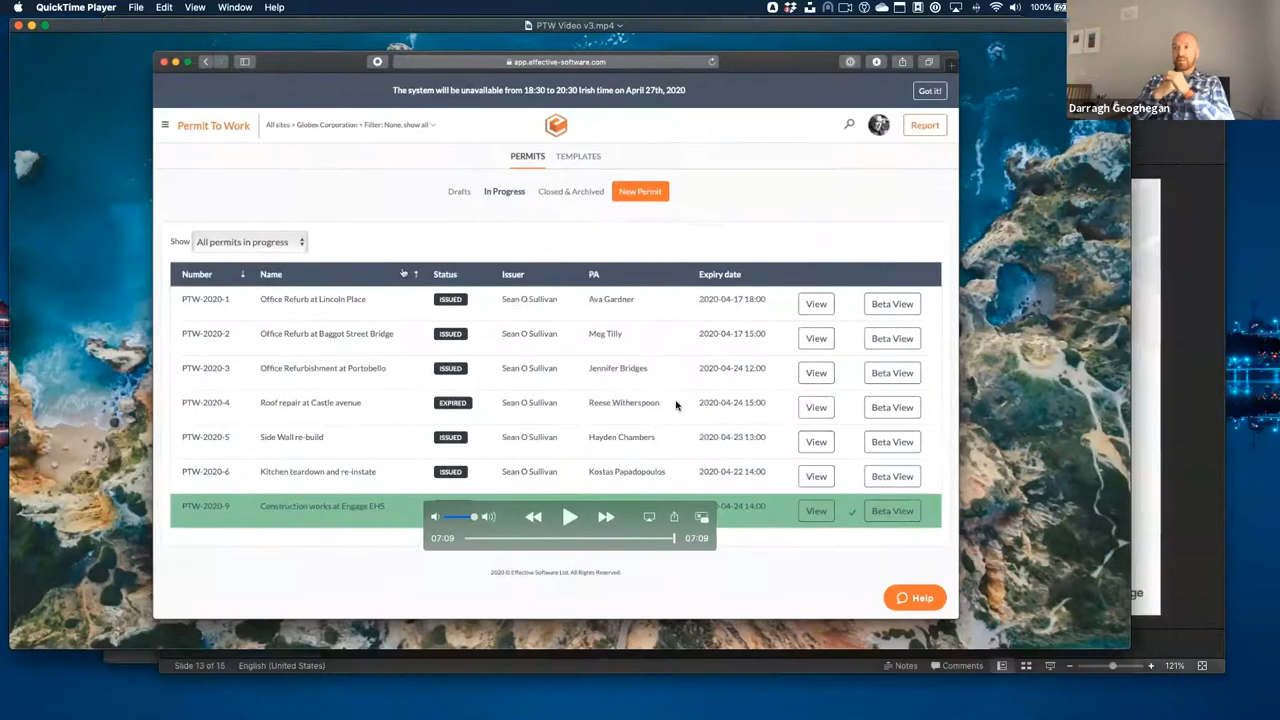 QuickTime Player File Edit View Window Help 100%
PTW Video v3.mp4
Darragh Geoghegan
app.effective-software.com
The system will be unavailable from 18:30 to 20:30 Irish time on April 27th, 2020 Got it!
Permit To Work All sites > Globex Corporation > Filter: None, show all Report
PERMITS TEMPLATES
Drafts In Progress Closed & Archived New Permit
Show All permits in progress
Number ↓ Name ↑ Status Issuer PA Expiry date
PTW-2020-1 Office Refurb at Lincoln Place ISSUED Sean O Sullivan Ava Gardner 2020-04-17 18:00 View Beta View
PTW-2020-2 Office Refurb at Baggot Street Bridge ISSUED Sean O Sullivan Meg Tilly 2020-04-17 15:00 View Beta View
PTW-2020-3 Office Refurbishment at Portobello ISSUED Sean O Sullivan Jennifer Bridges 2020-04-24 12:00 View Beta View
PTW-2020-4 Roof repair at Castle avenue EXPIRED Sean O Sullivan Reese Witherspoon 2020-04-24 15:00 View Beta View
PTW-2020-5 Side Wall re-build ISSUED Sean O Sullivan Hayden Chambers 2020-04-23 13:00 View Beta View
PTW-2020-6 Kitchen teardown and re-instate ISSUED Sean O Sullivan Kostas Papadopoulos 2020-04-22 14:00 View Beta View
PTW-2020-9 Construction works at Engage EHS 04-24 14:00 View Beta View
07:09 07:09
2020 © Effective Software Ltd. All Rights Reserved.
Help
ge
Slide 13 of 15 English (United States) Notes Comments 121%